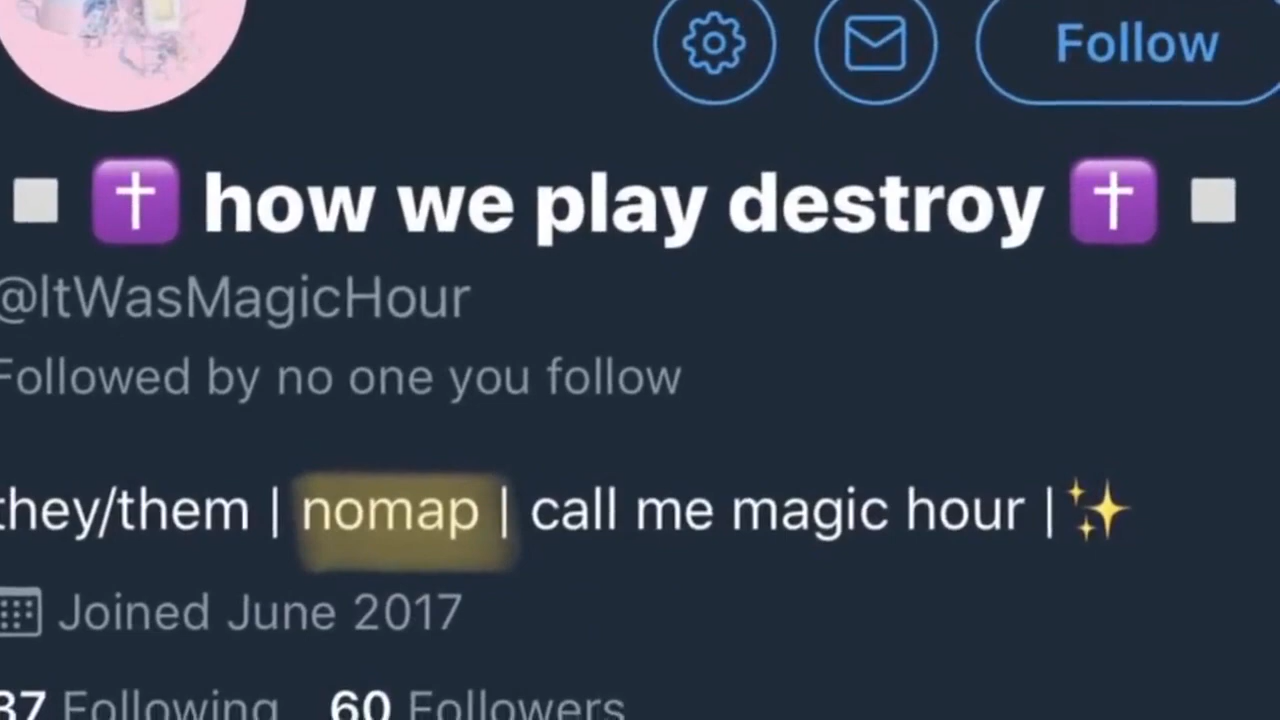 Follow
how we play destroy
@ItWasMagicHour
Followed by no one you follow
they/them | nomap | call me magic hour |✨
Joined June 2017
37 Following 60 Followers